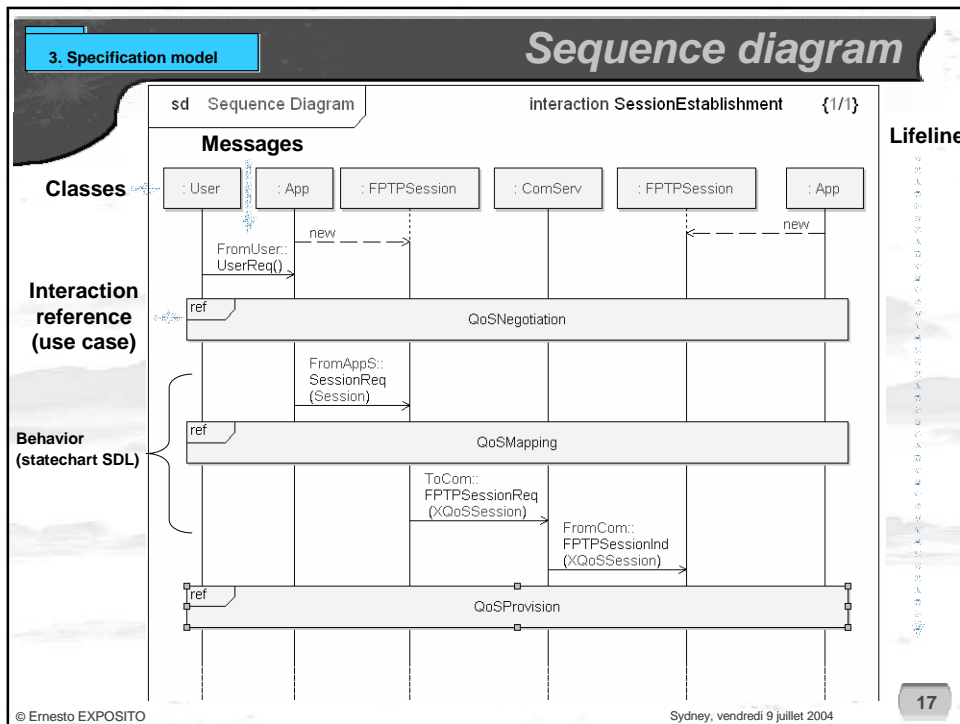 3. Specification model
Sequence diagram
sd Sequence Diagram
interaction SessionEstablishment {1/1}
Messages
Lifeline
Classes
: User
: App
: FPTPSession
: ComServ
: FPTPSession
: App
new
new
FromUser::
UserReq()
Interaction
reference
(use case)
ref
QoSNegotiation
FromAppS::
SessionReq
(Session)
Behavior
(statechart SDL)
ref
QoSMapping
ToCom::
FPTPSessionReq
(XQoSSession)
FromCom::
FPTPSessionInd
(XQoSSession)
ref
QoSProvision
© Ernesto EXPOSITO
Sydney, vendredi 9 juillet 2004
17